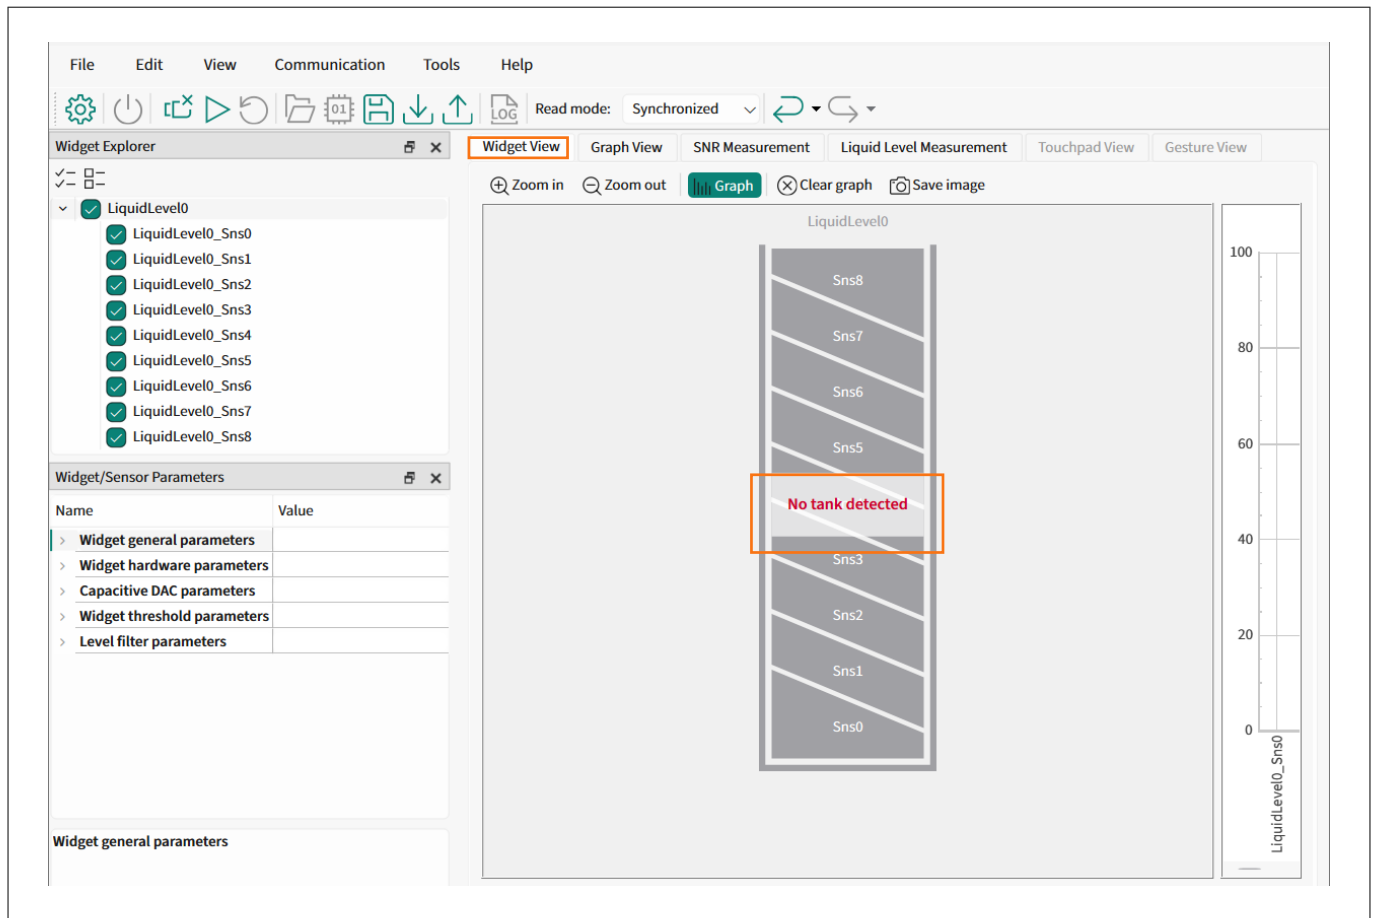 File Edit View Communication Tools Help
01 LOG Read mode: Synchronized
Widget Explorer
LiquidLevel0
LiquidLevel0_Sns0
LiquidLevel0_Sns1
LiquidLevel0_Sns2
LiquidLevel0_Sns3
LiquidLevel0_Sns4
LiquidLevel0_Sns5
LiquidLevel0_Sns6
LiquidLevel0_Sns7
LiquidLevel0_Sns8
Widget/Sensor Parameters
Name Value
Widget general parameters
Widget hardware parameters
Capacitive DAC parameters
Widget threshold parameters
Level filter parameters
Widget general parameters
Widget View Graph View SNR Measurement Liquid Level Measurement Touchpad View Gesture View
Zoom in Zoom out Graph Clear graph Save image
LiquidLevel0
Sns8
Sns7
Sns6
Sns5
No tank detected
Sns3
Sns2
Sns1
Sns0
100
80
60
40
20
0
LiquidLevel0_Sns0